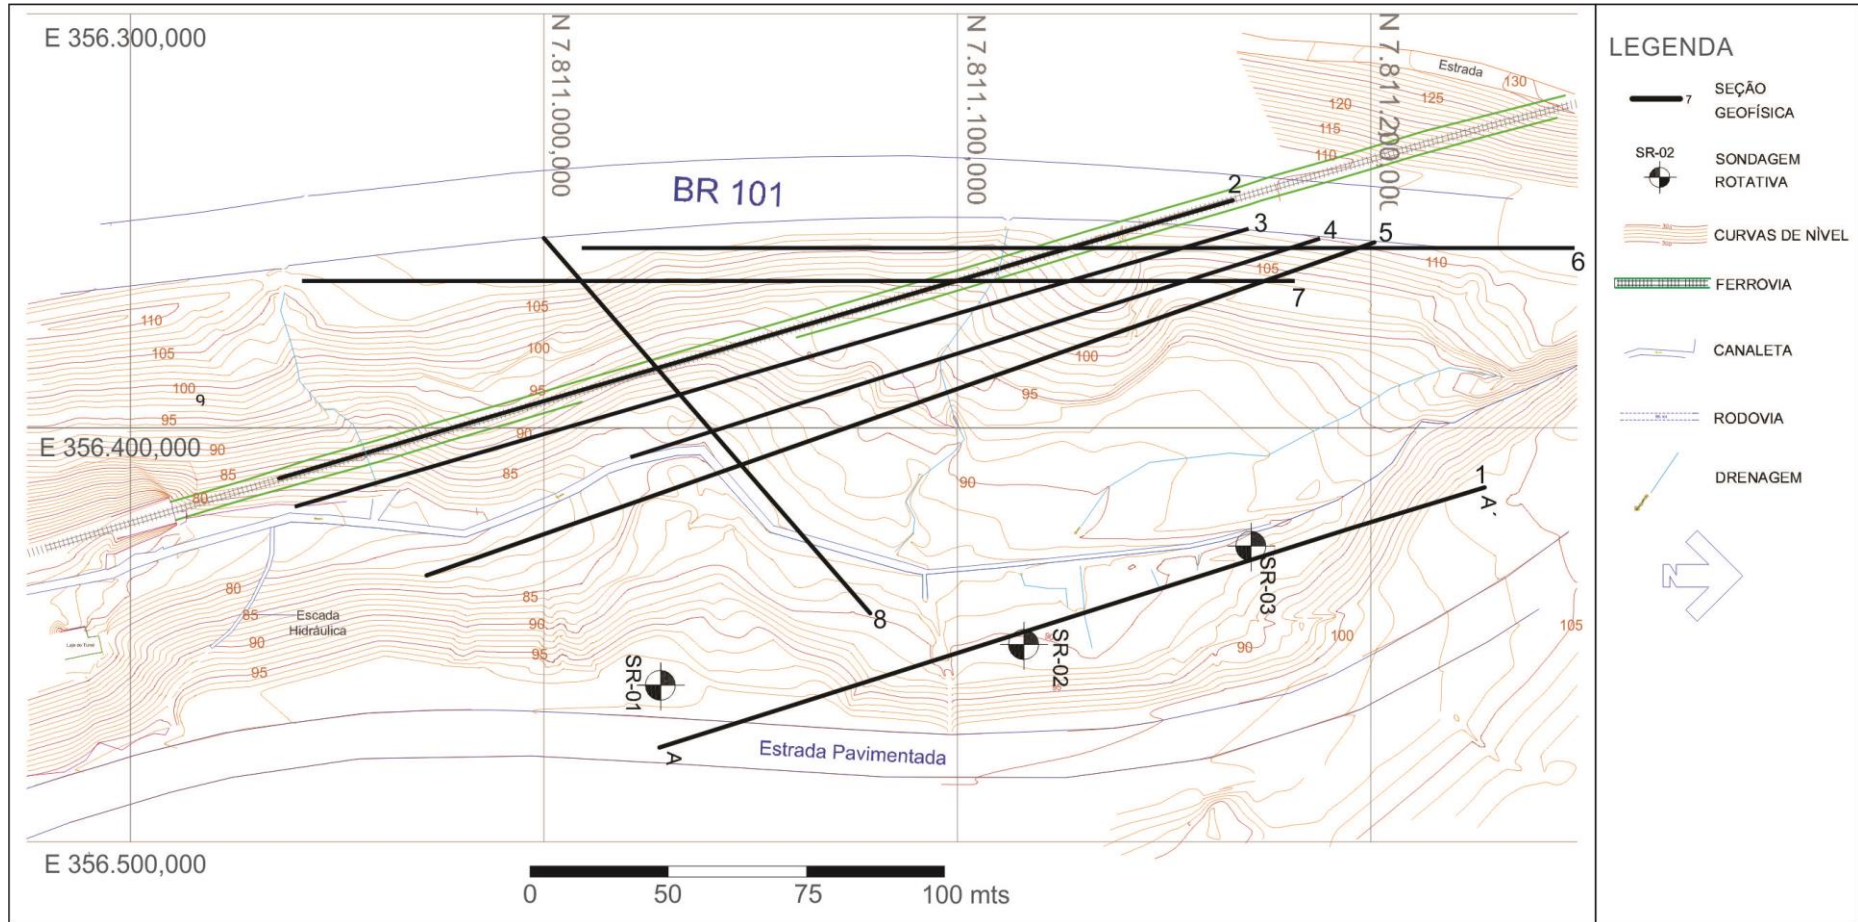 E 356.300,000
N 7.811.000,000
N 7.811.100,000
N 7.811.200,000
Estrada
130
125
120
115
110
BR 101
2
3
4
5
105
110
6
7
110
105
105
100
100
100
95
95
9
95
90
90
85
80
85
90
E 356.400,000
1
A´
SR-03
80
85
90
95
Escada
Hidráulica
85
90
95
8
SR-01
SR-02
90
100
105
A
Estrada Pavimentada
E 356.500,000
0 50 75 100 mts
LEGENDA
7 SEÇÃO
GEOFÍSICA
SR-02 SONDAGEM
ROTATIVA
CURVAS DE NÍVEL
FERROVIA
CANALETA
RODOVIA
DRENAGEM
N